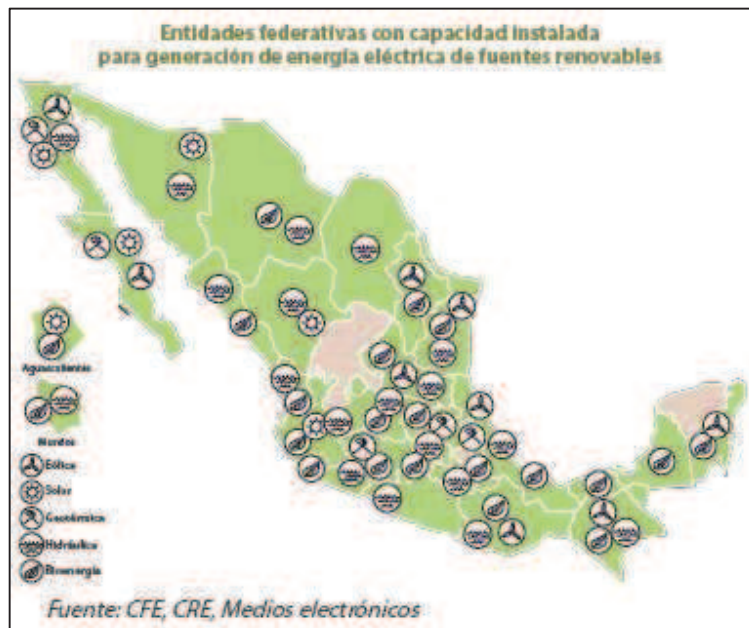 Entidades federativas con capacidad instalada
para generación de energía eléctrica de fuentes renovables
Aguascalientes
Morelos
Eólica
Solar
Geotérmica
Hidráulica
Bioenergía
Fuente: CFE, CRE, Medios electrónicos